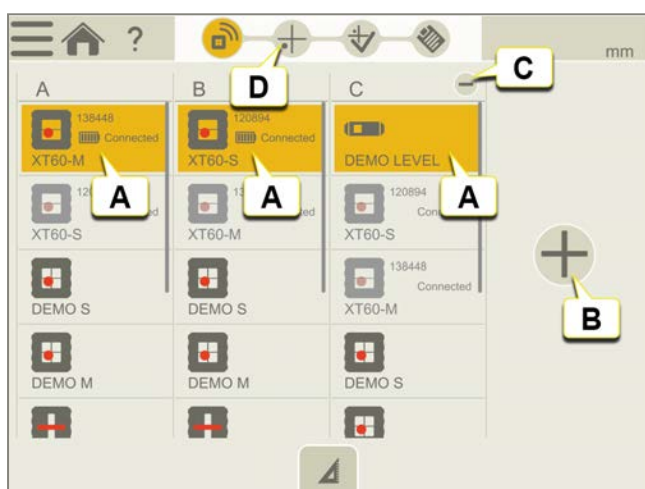 ?
mm
A
B
C
D
C
138448
Connected
XT60-M
120894
Connected
XT60-S
DEMO LEVEL
A
A
A
XT60-S
XT60-M
120894
XT60-S
138448
Connected
XT60-M
DEMO S
DEMO S
B
DEMO M
DEMO M
DEMO S